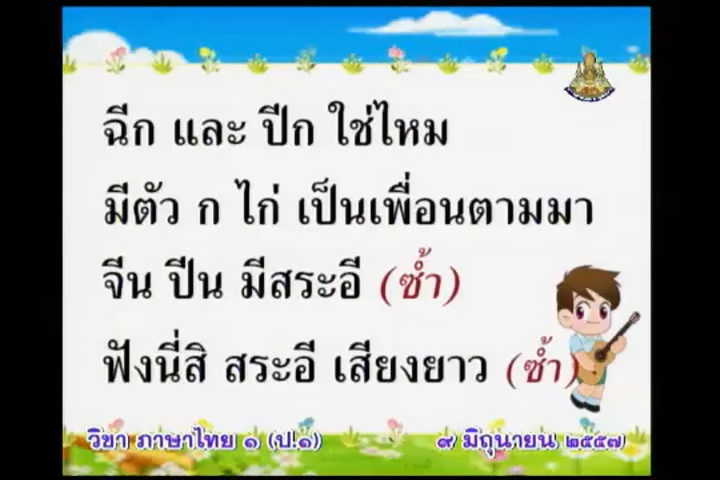 ฉีก และ ปีก ใช่ไหม
มีตัว ก ไก่ เป็นเพื่อนตามมา
จีน ปีน มีสระอี (ซ้ำ)
ฟังนี่สิ สระอี เสียงยาว (ซ้ำ)
วิชา ภาษาไทย ๑ (ป.๑)
๙ มิถุนายน ๒๕๕๗